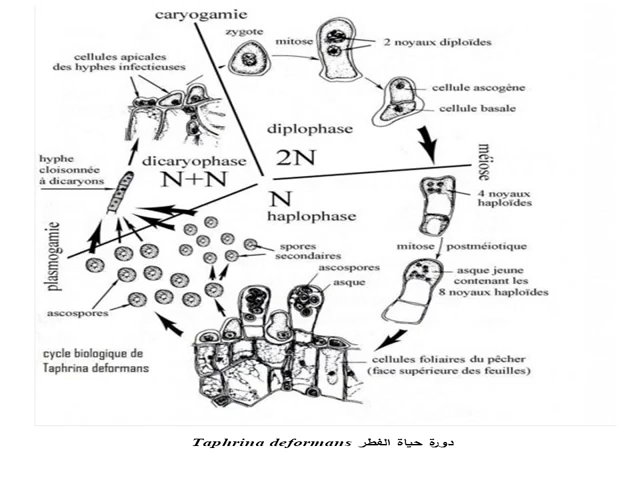 caryogamie
zygote
mitose
2 noyaux diploïdes
cellules apicales
des hyphes infectieuses
cellule ascogène
cellule basale
diplophase
2N
méiose
hyphe
cloisonnée
à dicaryons
dicaryophase
N+N
N
haplophase
4 noyaux
haploïdes
plasmogamie
spores
secondaires
mitose postméiotique
ascospores
asque
asque jeune
contenant les
8 noyaux haploïdes
ascospores
cycle biologique de
Taphrina deformans
cellules foliaires du pêcher
(face supérieure des feuilles)
دورة حياة الفطر Taphrina deformans